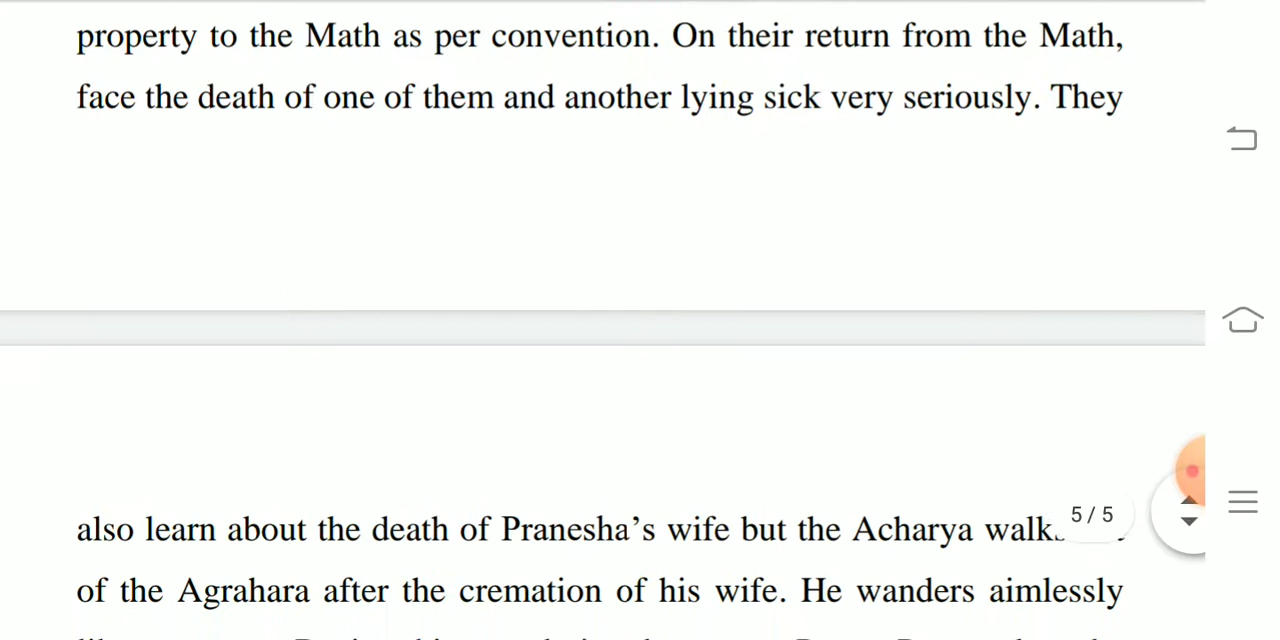 property to the Math as per convention. On their return from the Math,
face the death of one of them and another lying sick very seriously. They
also learn about the death of Pranesha’s wife but the Acharya
5 / 5
of the Agrahara after the cremation of his wife. He wanders aimlessly